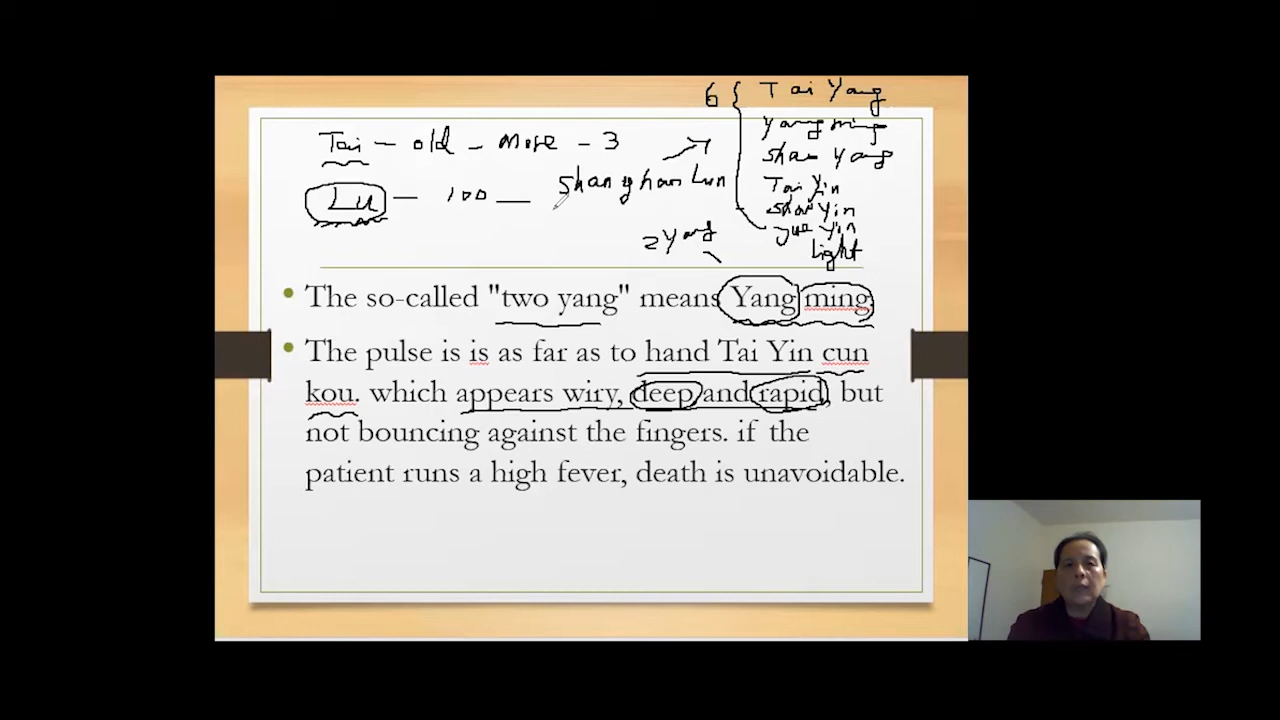 6 { Tai Yang
Yang ming
Tai - old - more - 3
shao Yang
Shang han Lun
Tai Yin
Lu - 100 -
shao Yin
jue Yin
2 Yang
Light
• The so-called "two yang" means Yang ming
• The pulse is is as far as to hand Tai Yin cun
kou. which appears wiry, deep and rapid, but
not bouncing against the fingers. if the
patient runs a high fever, death is unavoidable.